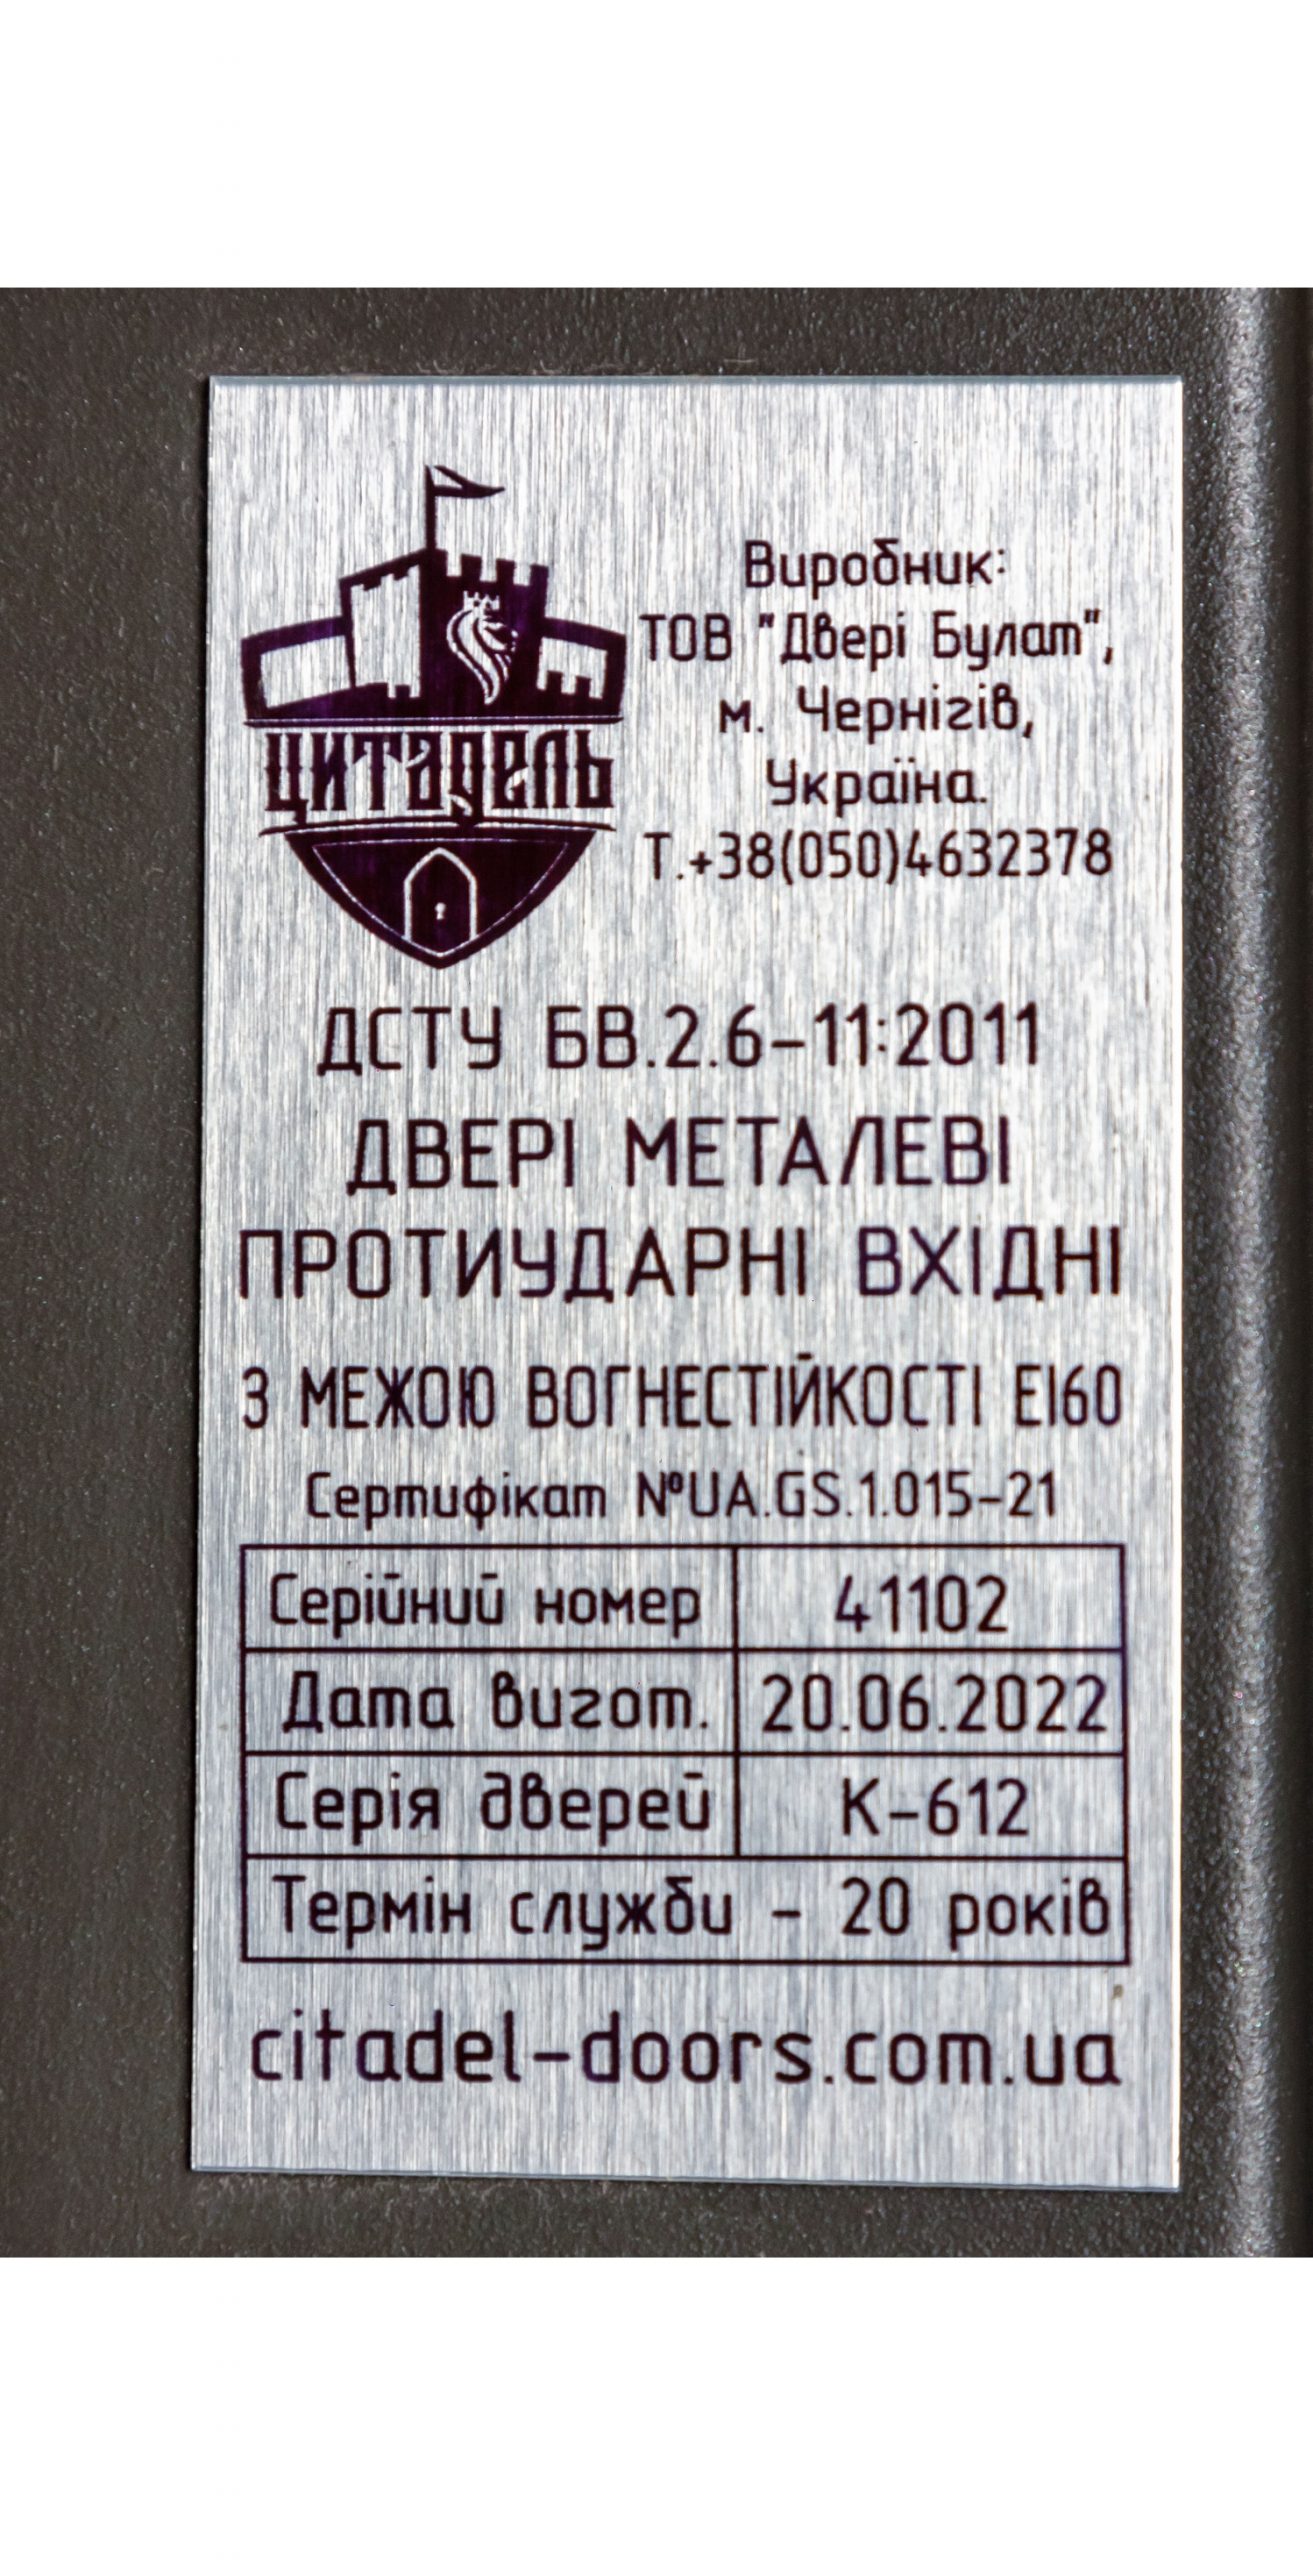 цитадель
Виробник:
ТОВ "Двері Булат",
м. Чернігів,
Україна.
Т.+38(050)4632378
ДСТУ БВ.2.6-11:2011
ДВЕРІ МЕТАЛЕВІ
ПРОТИУДАРНІ ВХІДНІ
З МЕЖОЮ ВОГНЕСТІЙКОСТІ ЕІ60
Сертифікат №UA.GS.1.015-21
Серійний номер 41102
Дата вигот. 20.06.2022
Серія дверей К-612
Термін служби - 20 років
citadel-doors.com.ua